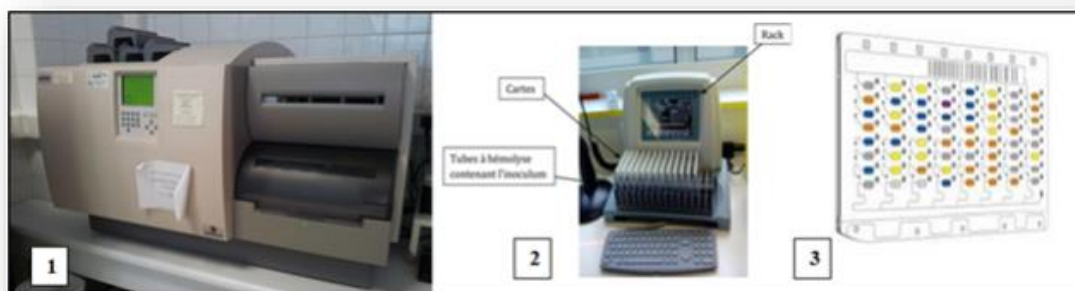 Rack
Cartes
Tubes à hémolyse
contenant l'inoculum
1
2
3